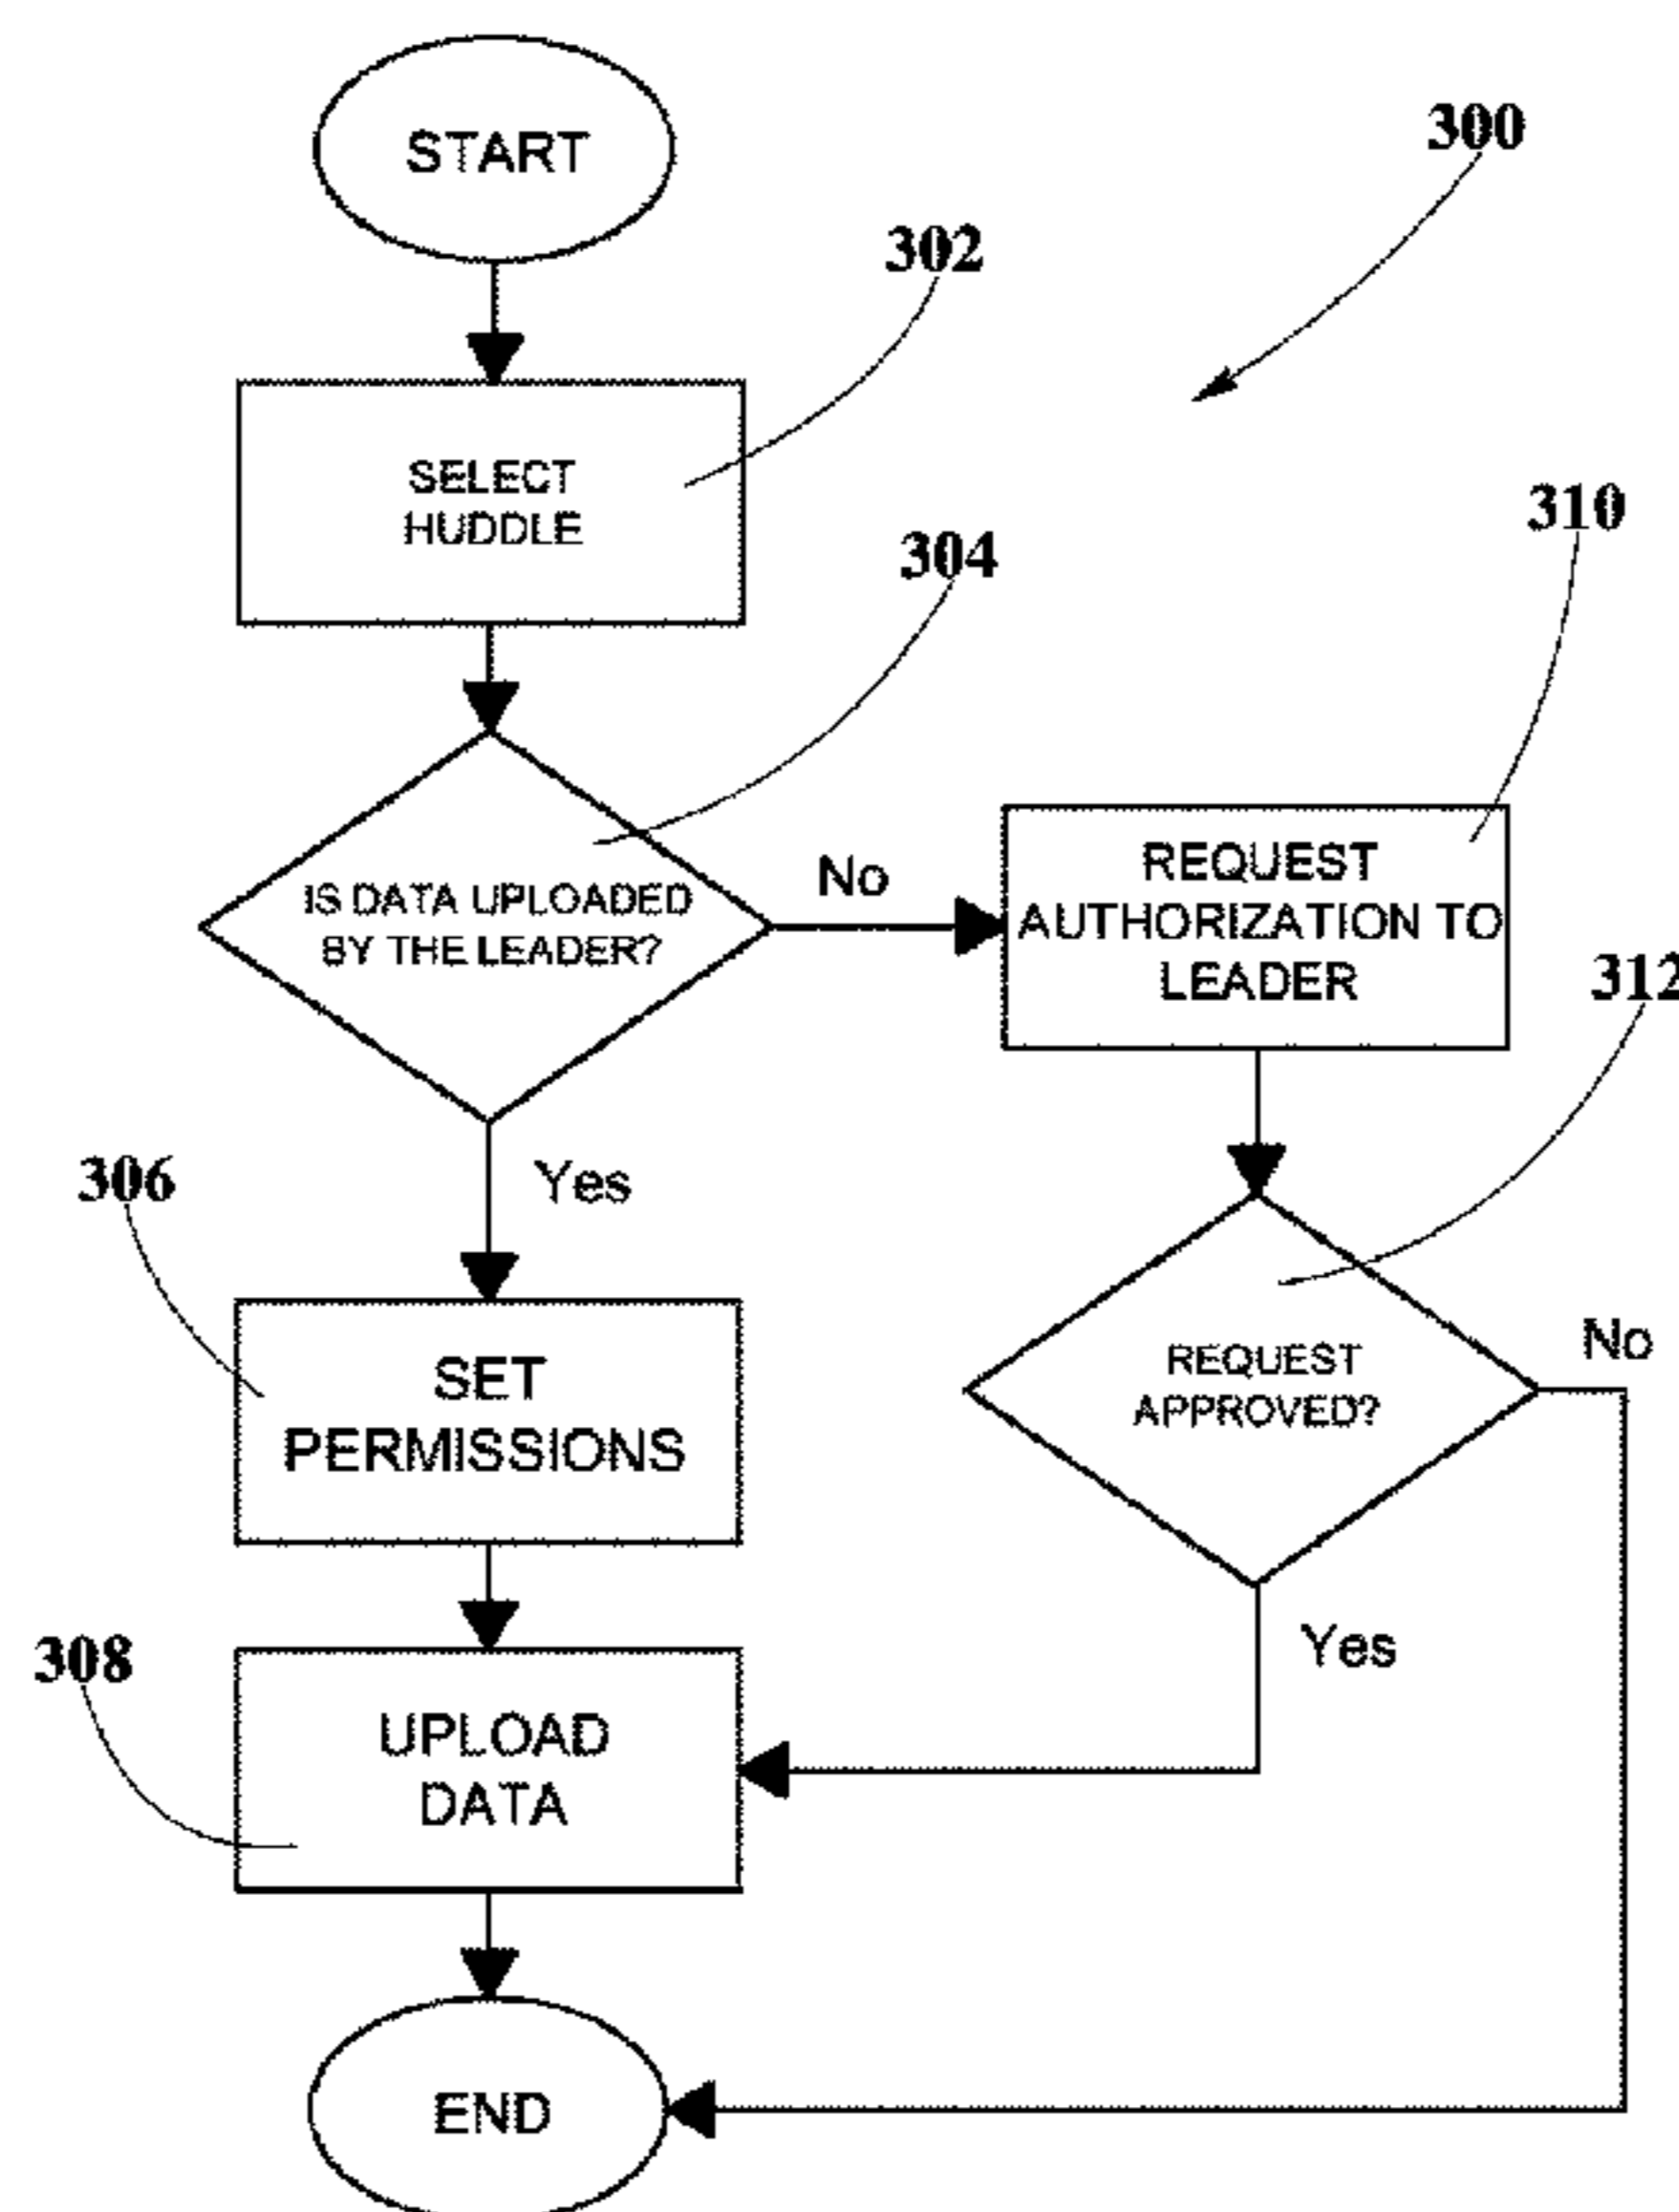 START
300
302
SELECT
HUDDLE
304
310
IS DATA UPLOADED
BY THE LEADER?
No
REQUEST
AUTHORIZATION TO
LEADER
312
306
Yes
SET
PERMISSIONS
REQUEST
APPROVED?
No
308
UPLOAD
DATA
Yes
END